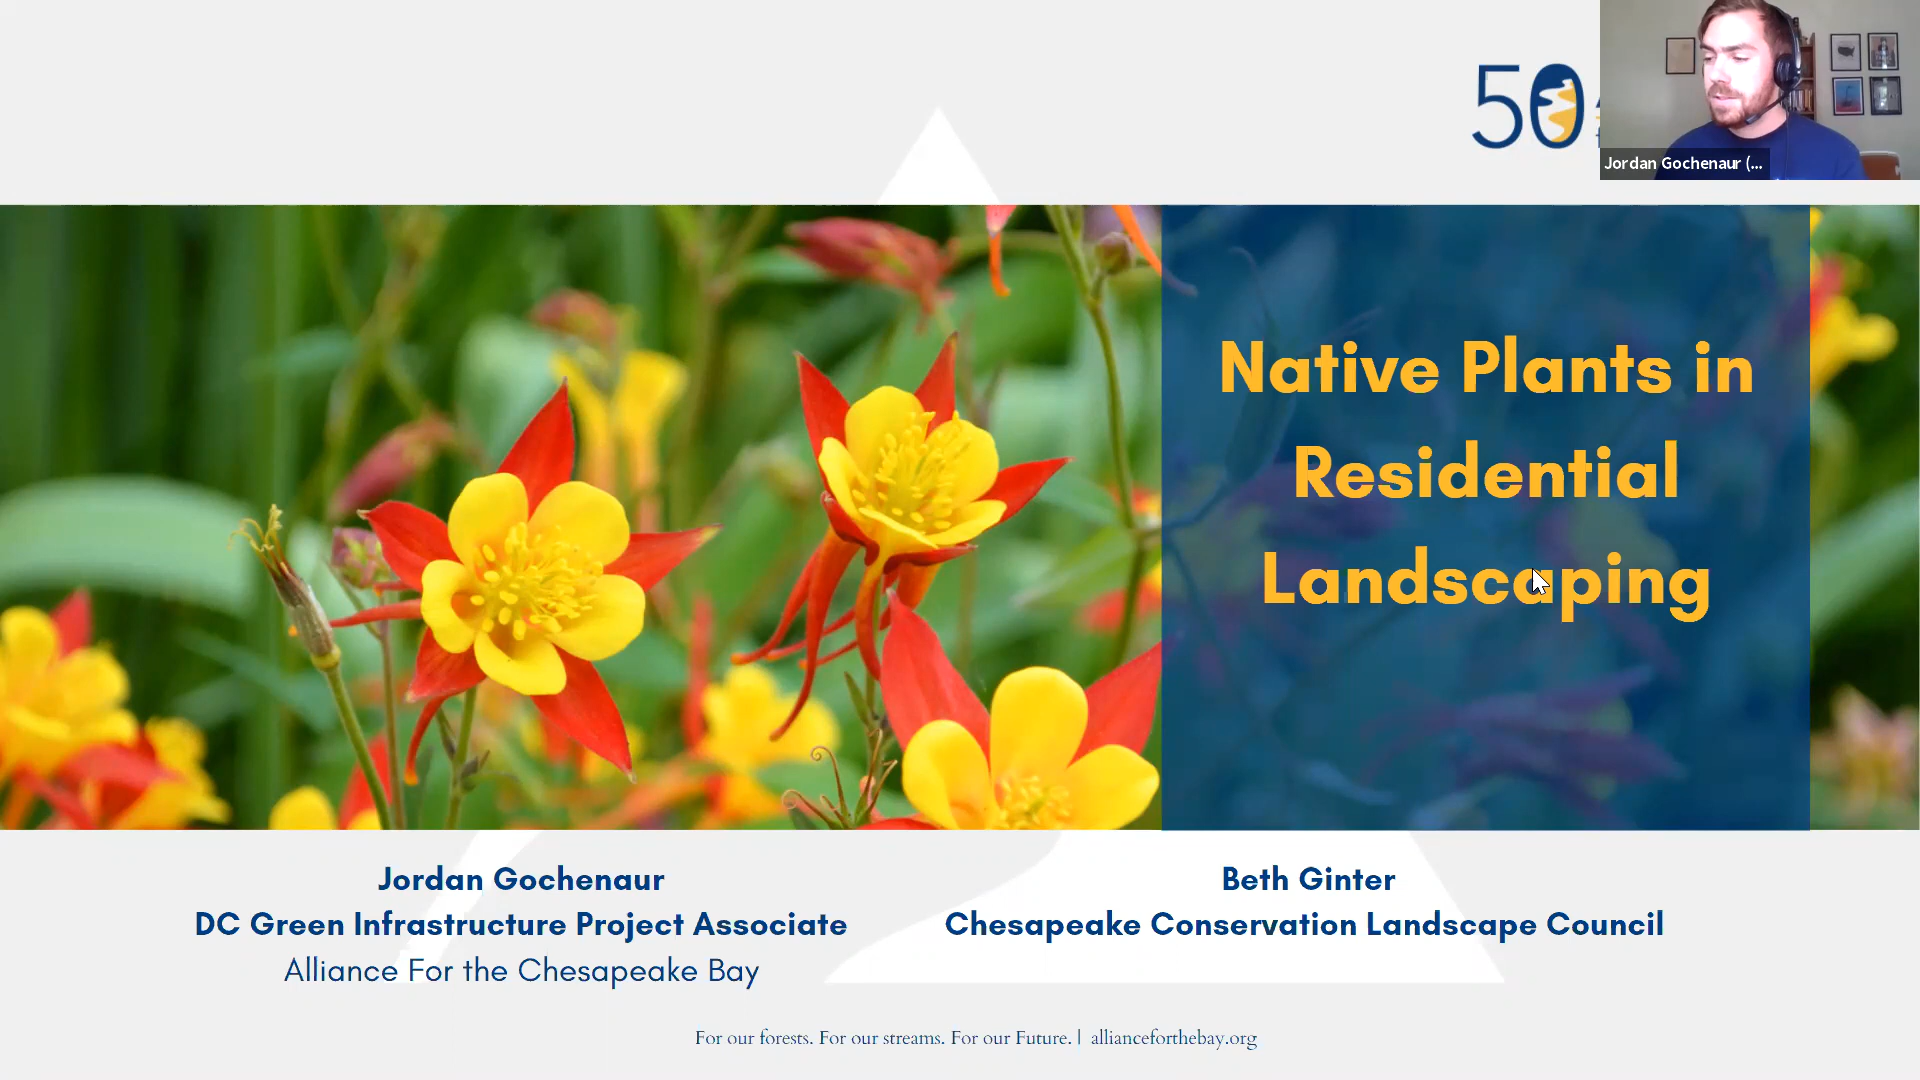 50
Jordan Gochenaur (...
Native Plants in
Residential
Landscaping
Jordan Gochenaur
DC Green Infrastructure Project Associate
Alliance For the Chesapeake Bay
Beth Ginter
Chesapeake Conservation Landscape Council
For our forests. For our streams. For our Future. | allianceforthebay.org